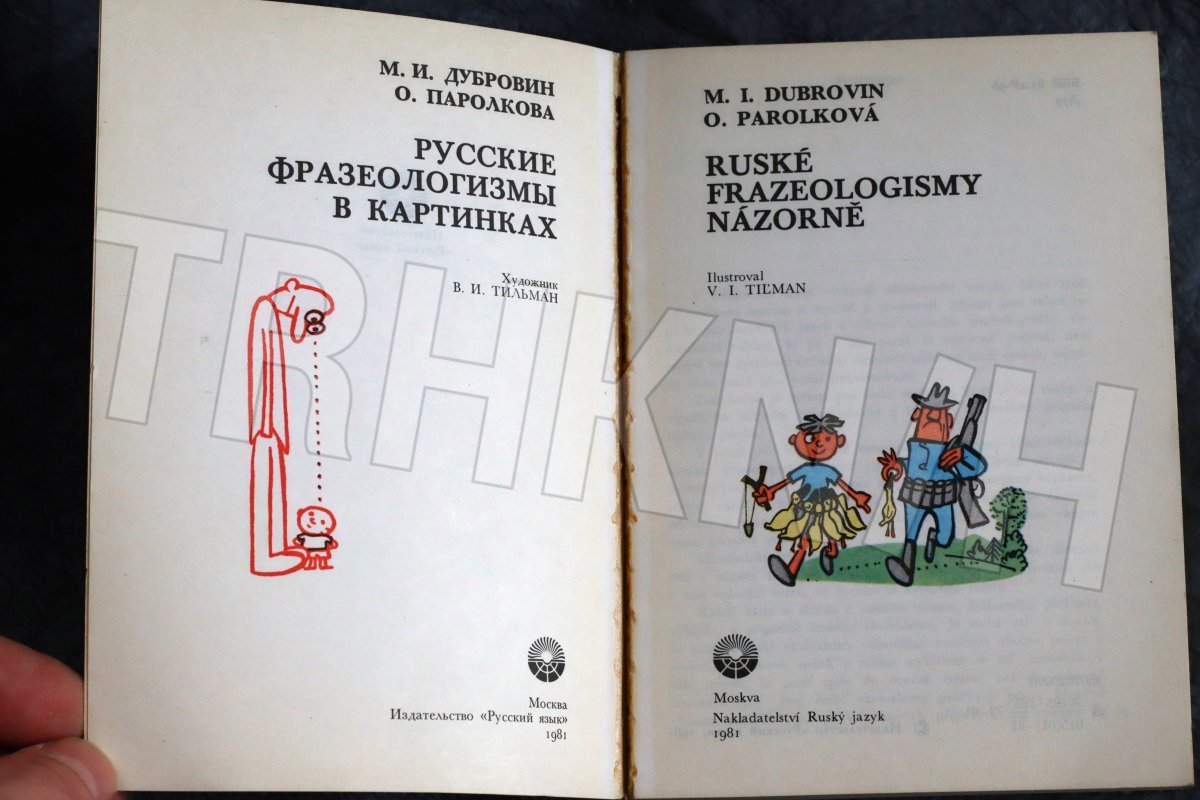 М. И. ДУБРОВИН
О. ПАРОЛКОВА
РУССКИЕ
ФРАЗЕОЛОГИЗМЫ
В КАРТИНКАХ
Художник
В. И. ТИЛЬМАН
Москва
Издательство «Русский язык»
1981
M. I. DUBROVIN
O. PAROLKOVÁ
RUSKÉ
FRAZEOLOGISMY
NÁZORNĚ
Ilustroval
V. I. TIĽMAN
Moskva
Nakladatelství Ruský jazyk
1981
TRHKNIH